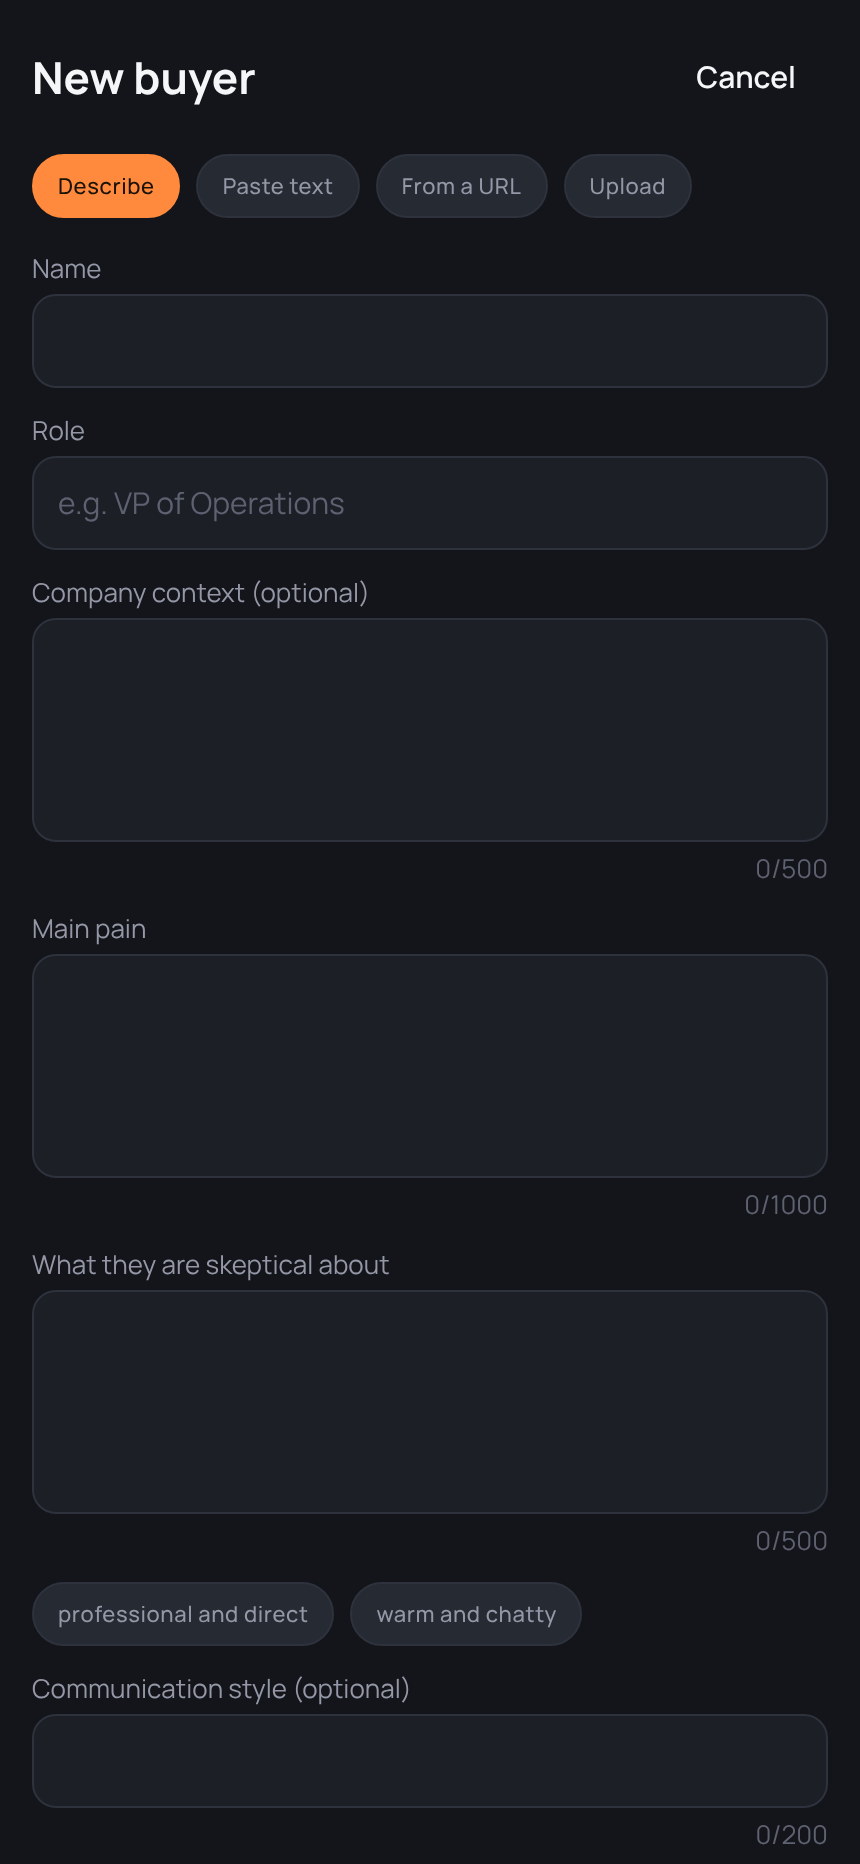 New buyer
Cancel
Describe
Paste text
From a URL
Upload
Name
Role
e.g. VP of Operations
Company context (optional)
0/500
Main pain
0/1000
What they are skeptical about
0/500
professional and direct
warm and chatty
Communication style (optional)
0/200